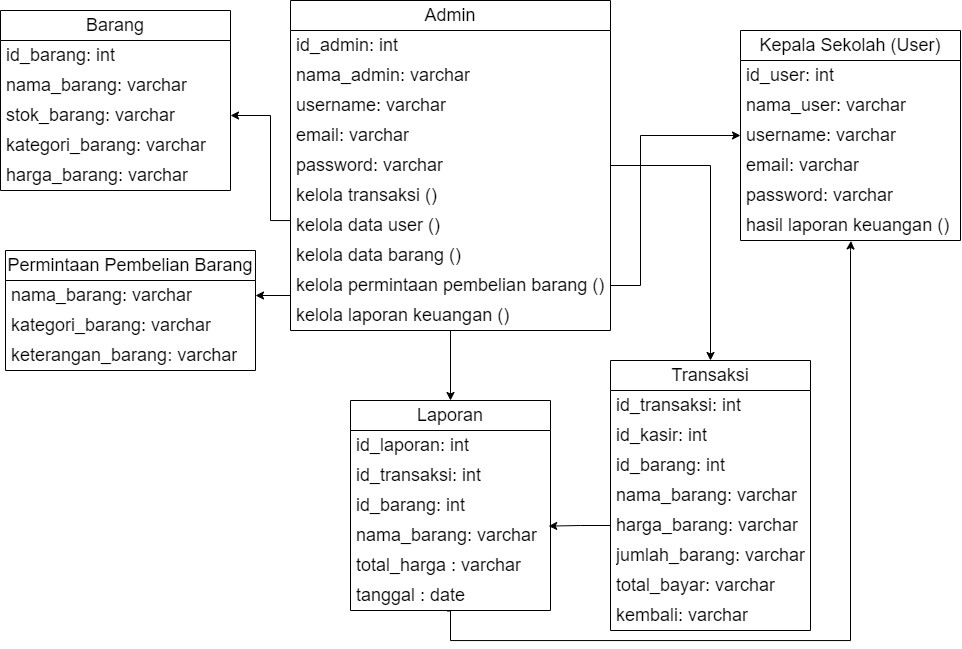 Barang
id_barang: int
nama_barang: varchar
stok_barang: varchar
kategori_barang: varchar
harga_barang: varchar
Admin
id_admin: int
nama_admin: varchar
username: varchar
email: varchar
password: varchar
kelola transaksi ()
kelola data user ()
kelola data barang ()
kelola permintaan pembelian barang ()
kelola laporan keuangan ()
Kepala Sekolah (User)
id_user: int
nama_user: varchar
username: varchar
email: varchar
password: varchar
hasil laporan keuangan ()
Permintaan Pembelian Barang
nama_barang: varchar
kategori_barang: varchar
keterangan_barang: varchar
Laporan
id_laporan: int
id_transaksi: int
id_barang: int
nama_barang: varchar
total_harga : varchar
tanggal : date
Transaksi
id_transaksi: int
id_kasir: int
id_barang: int
nama_barang: varchar
harga_barang: varchar
jumlah_barang: varchar
total_bayar: varchar
kembali: varchar